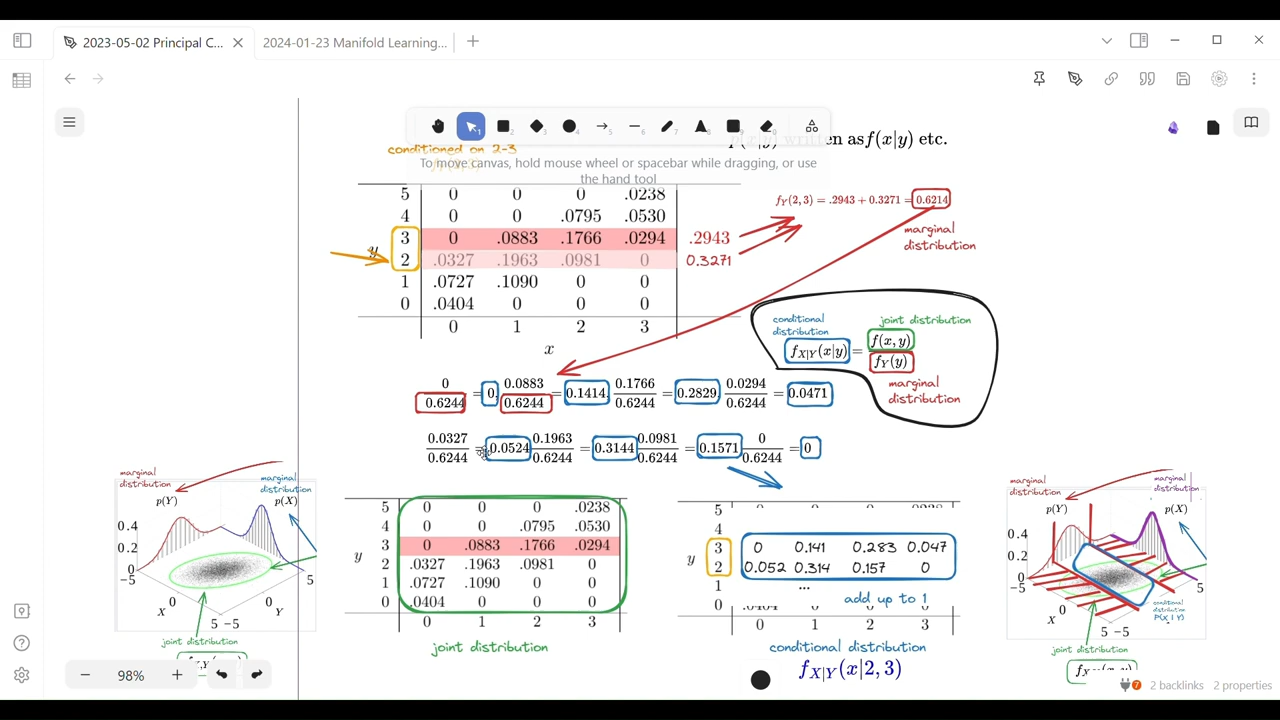 2023-05-02 Principal C...
2024-01-23 Manifold Learning...
conditioned on 2-3
written as f(x|y) etc.
To move canvas, hold mouse wheel or spacebar while dragging, or use
the hand tool
5 0 0 0 .0238
4 0 0 .0795 .0530
3 0 .0883 .1766 .0294 .2943
2 .0327 .1963 .0981 0 0.3271
1 .0727 .1090 0 0
0 .0404 0 0 0
0 1 2 3
y
x
f_Y(2, 3) = .2943 + 0.3271 = 0.6214
marginal
distribution
conditional
distribution
joint distribution
f_{X|Y}(x|y) = f(x, y) / f_Y(y)
marginal
distribution
0 / 0.6244 = 0, 0.0883 / 0.6244 = 0.1414, 0.1766 / 0.6244 = 0.2829, 0.0294 / 0.6244 = 0.0471
0.0327 / 0.6244 = 0.0524 0.1963 / 0.6244 = 0.3144 0.0981 / 0.6244 = 0.1571 0 / 0.6244 = 0
marginal
distribution
marginal
distribution
p(Y)
p(X)
0.4
0.2
0
−5
X
0
5 −5
0
Y
5
joint distribution
5 0 0 0 .0238
4 0 0 .0795 .0530
3 0 .0883 .1766 .0294
2 .0327 .1963 .0981 0
1 .0727 .1090 0 0
0 .0404 0 0 0
0 1 2 3
y
joint distribution
5
4
3 0 0.141 0.283 0.047
2 0.052 0.314 0.157 0
1 ...
0
add up to 1
0 1 2 3
y
conditional distribution
f_{X|Y}(x|2, 3)
marginal
distribution
marginal
distribution
p(Y)
p(X)
0.4
0.2
0
−5
X
0
5 −5
0
Y
5
conditional
distribution
P(X | Y)
joint distribution
98%
7
2 backlinks
2 properties